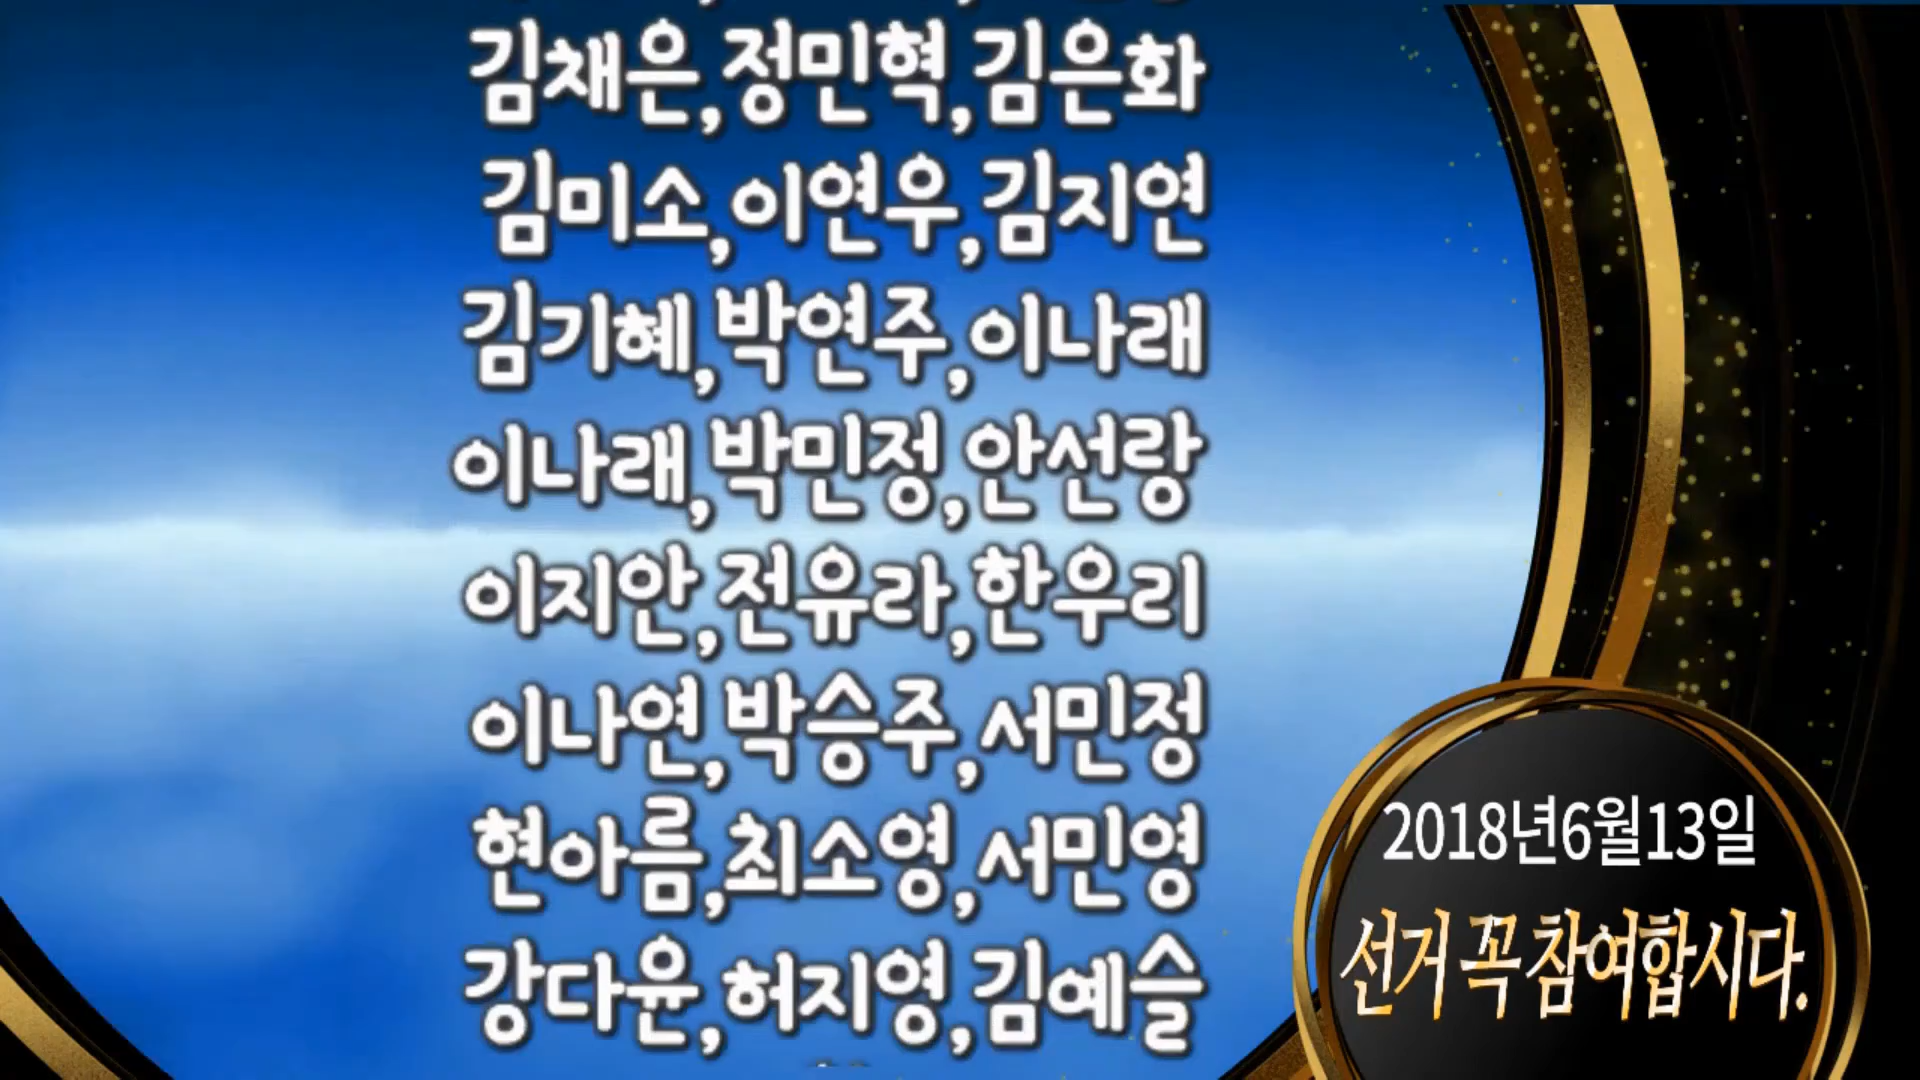 김채은,정민혁,김은화
김미소,이연우,김지연
김기혜,박연주,이나래
이나래,박민정,안선랑
이지안,전유라,한우리
이나연,박승주,서민정
현아름,최소영,서민영
강다윤,허지영,김예슬
2018년6월13일
선거 꼭 참여합시다.